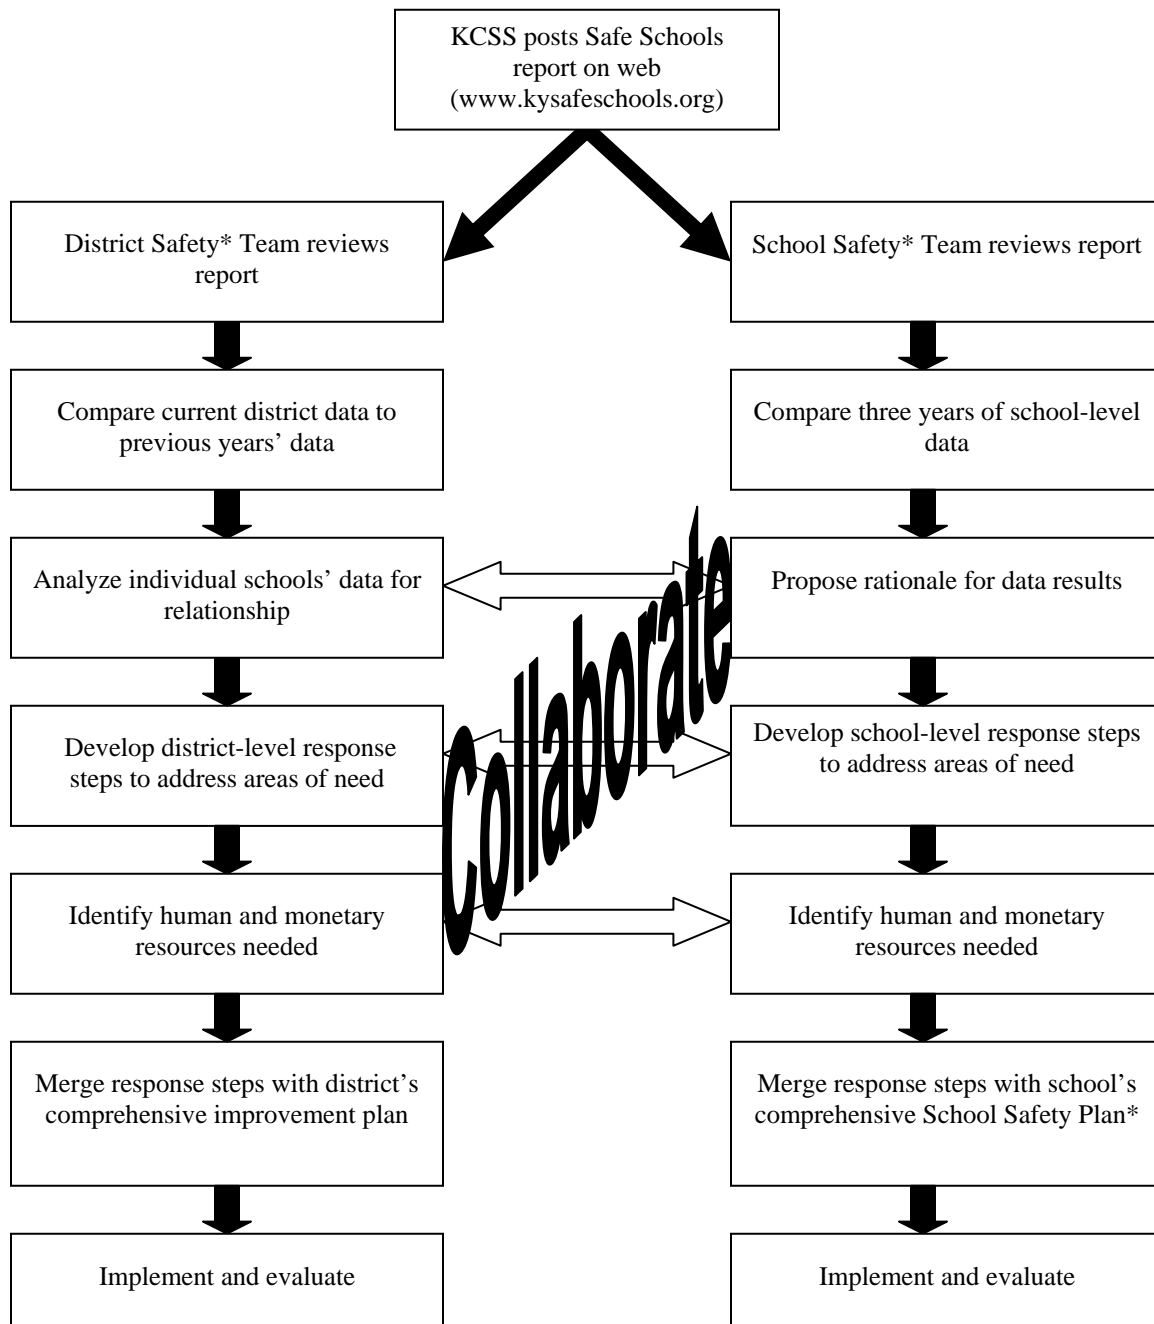 KCSS posts Safe Schools
report on web
(www.kysafeschools.org)
District Safety* Team reviews
report
School Safety* Team reviews report
Compare current district data to
previous years’ data
Compare three years of school-level
data
Analyze individual schools’ data for
relationship
Propose rationale for data results
Collaborate
Develop district-level response
steps to address areas of need
Develop school-level response steps
to address areas of need
Identify human and monetary
resources needed
Identify human and monetary
resources needed
Merge response steps with district’s
comprehensive improvement plan
Merge response steps with school’s
comprehensive School Safety Plan*
Implement and evaluate
Implement and evaluate